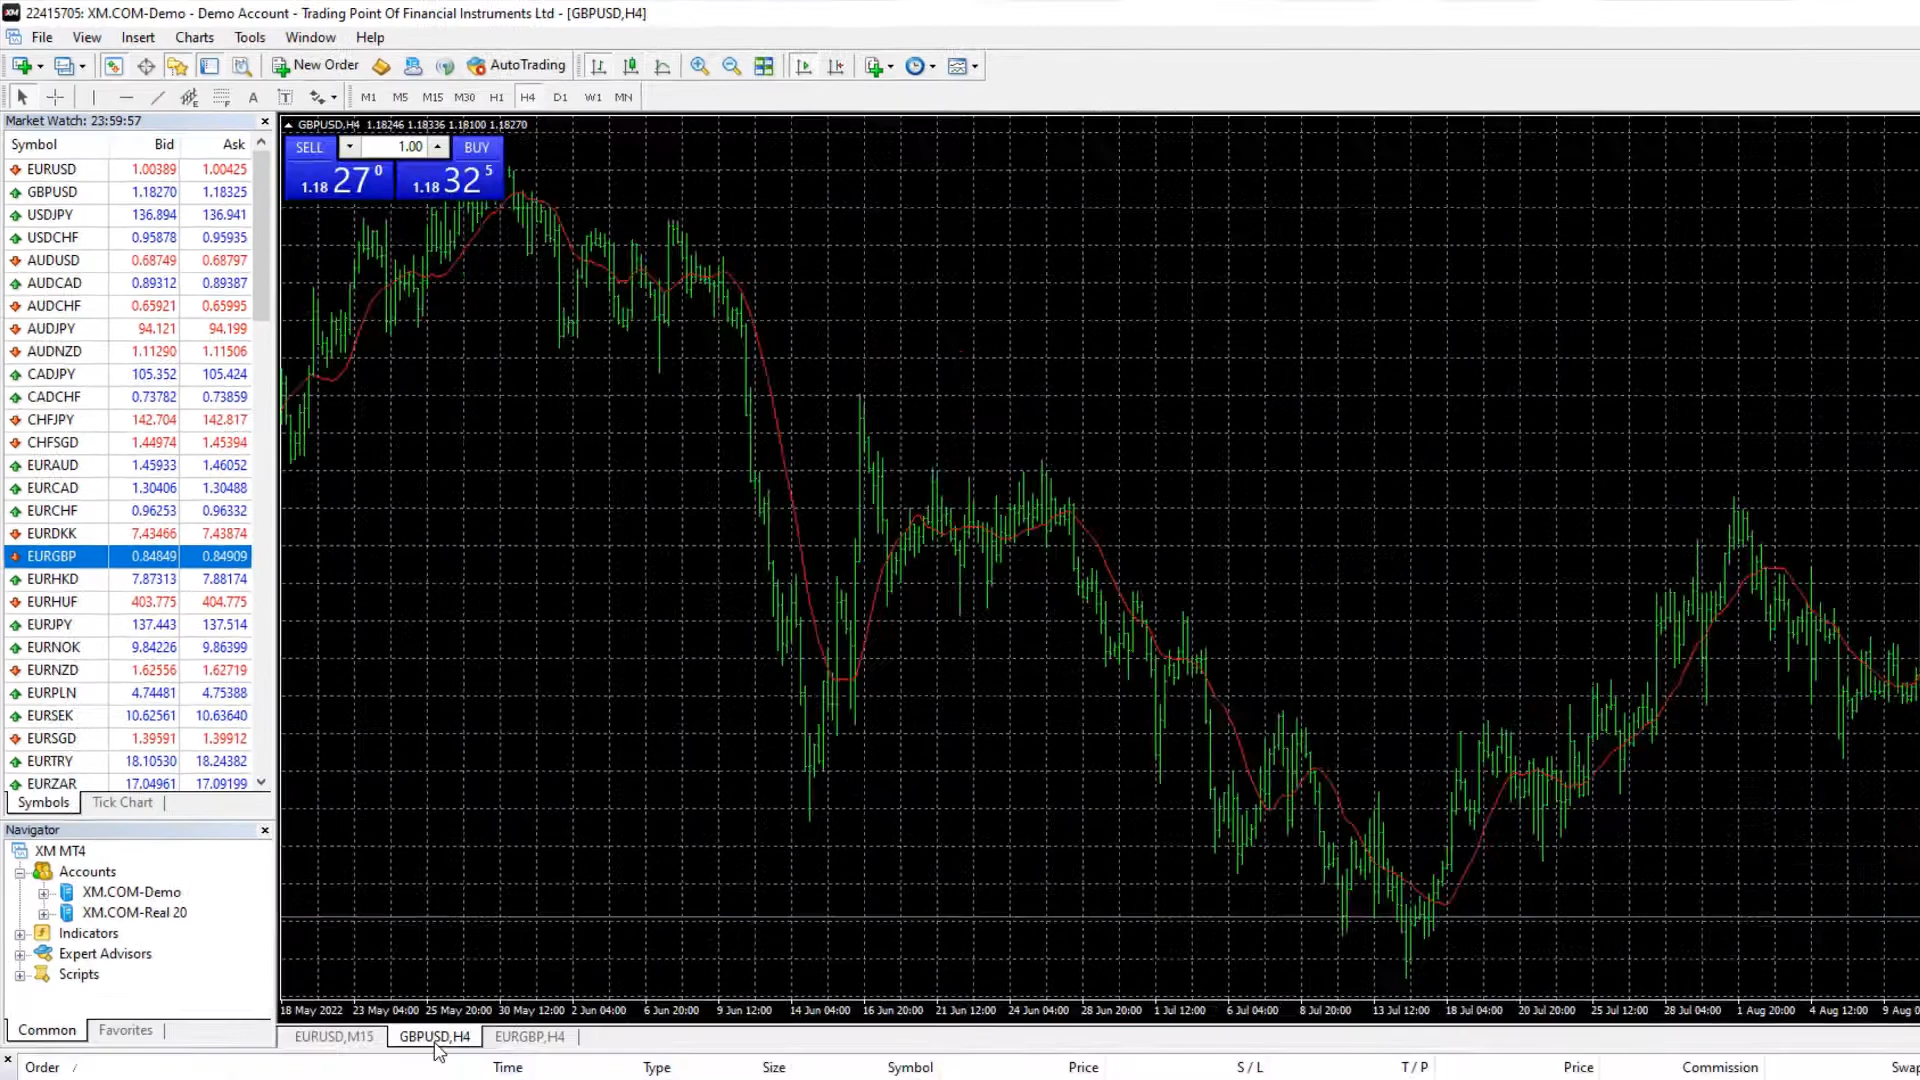 22415705: XM.COM-Demo - Demo Account - Trading Point Of Financial Instruments Ltd - [GBPUSD,H4]
File View Insert Charts Tools Window Help
New Order AutoTrading
A T M1 M5 M15 M30 H1 H4 D1 W1 MN
Market Watch: 23:59:57
Symbol Bid Ask
EURUSD 1.00389 1.00425
GBPUSD 1.18270 1.18325
USDJPY 136.894 136.941
USDCHF 0.95878 0.95935
AUDUSD 0.68749 0.68797
AUDCAD 0.89312 0.89387
AUDCHF 0.65921 0.65995
AUDJPY 94.121 94.199
AUDNZD 1.11290 1.11506
CADJPY 105.352 105.424
CADCHF 0.73782 0.73859
CHFJPY 142.704 142.817
CHFSGD 1.44974 1.45394
EURAUD 1.45933 1.46052
EURCAD 1.30406 1.30488
EURCHF 0.96253 0.96332
EURDKK 7.43466 7.43874
EURGBP 0.84849 0.84909
EURHKD 7.87313 7.88174
EURHUF 403.775 404.775
EURJPY 137.443 137.514
EURNOK 9.84226 9.86399
EURNZD 1.62556 1.62719
EURPLN 4.74481 4.75388
EURSEK 10.62561 10.63640
EURSGD 1.39591 1.39912
EURTRY 18.10530 18.24382
EURZAR 17.04961 17.09199
Symbols Tick Chart
Navigator
XM MT4
Accounts
XM.COM-Demo
XM.COM-Real 20
Indicators
Expert Advisors
Scripts
Common Favorites
GBPUSD,H4 1.18246 1.18336 1.18100 1.18270
SELL 1.00 BUY
1.18 27 0 1.18 32 5
18 May 2022 23 May 04:00 25 May 20:00 30 May 12:00 2 Jun 04:00 6 Jun 20:00 9 Jun 12:00 14 Jun 04:00 16 Jun 20:00 21 Jun 12:00 24 Jun 04:00 28 Jun 20:00 1 Jul 12:00 6 Jul 04:00 8 Jul 20:00 13 Jul 12:00 18 Jul 04:00 20 Jul 20:00 25 Jul 12:00 28 Jul 04:00 1 Aug 20:00 4 Aug 12:00 9 Aug 0
EURUSD,M15 GBPUSD,H4 EURGBP,H4
Order / Time Type Size Symbol Price S / L T / P Price Commission Swap